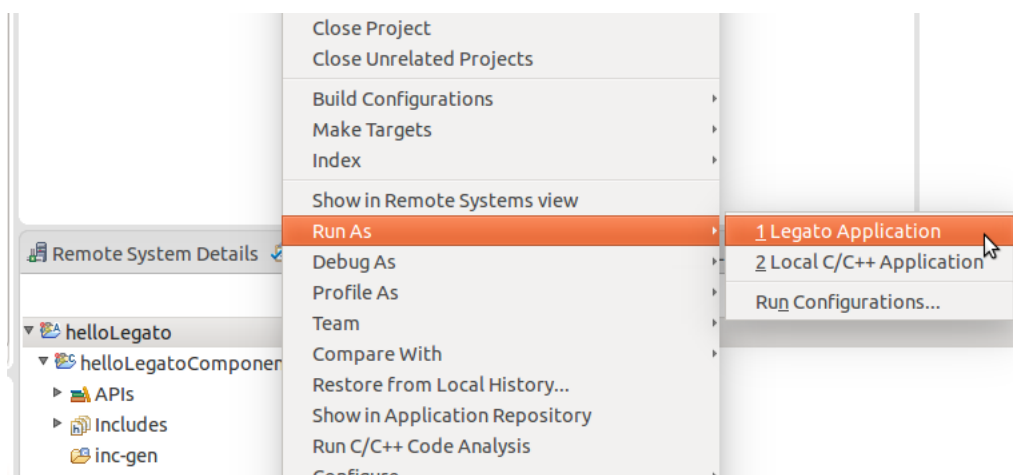 Close Project
Close Unrelated Projects
Build Configurations
Make Targets
Index
Show in Remote Systems view
Run As
Debug As
Profile As
Team
Compare With
Restore from Local History...
Show in Application Repository
Run C/C++ Code Analysis
Configure
1 Legato Application
2 Local C/C++ Application
Run Configurations...
Remote System Details
helloLegato
helloLegatoComponen
APIs
Includes
inc-gen